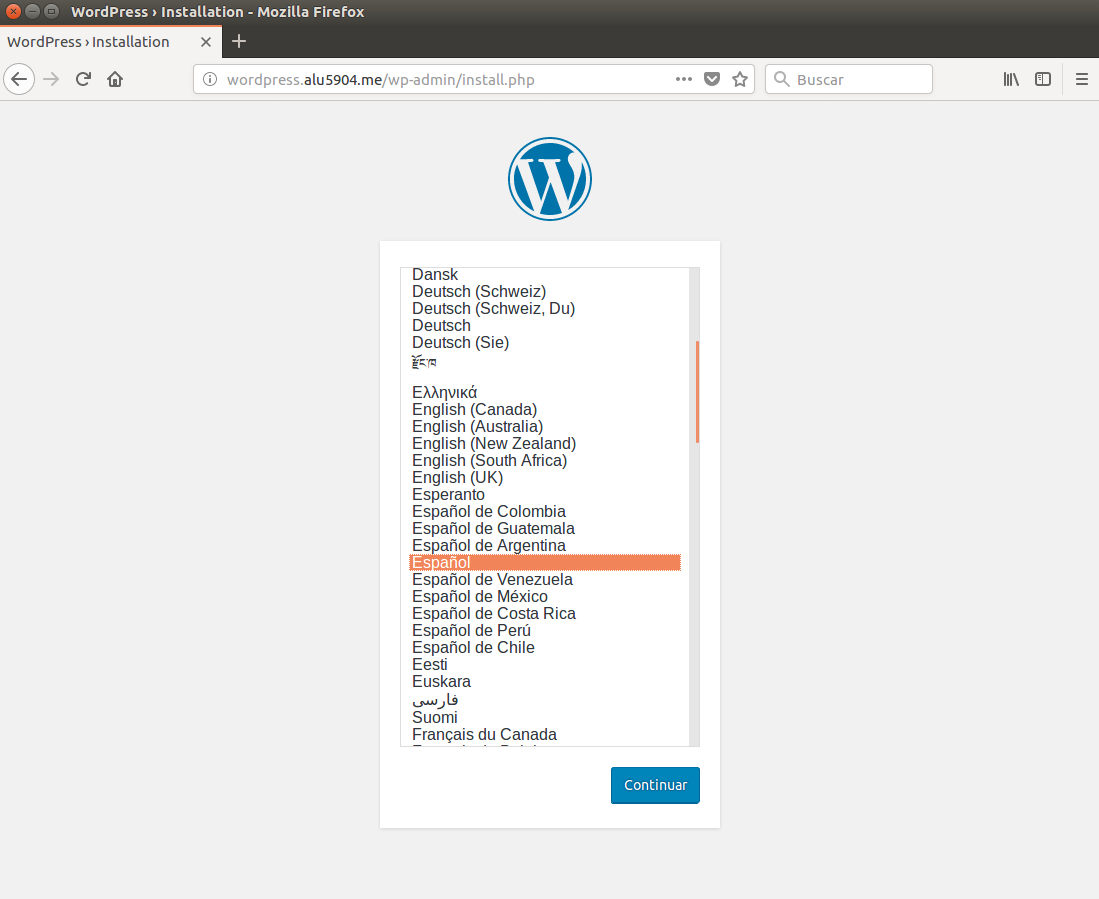 WordPress › Installation - Mozilla Firefox
WordPress › Installation
wordpress.alu5904.me/wp-admin/install.php
Buscar
Dansk
Deutsch (Schweiz)
Deutsch (Schweiz, Du)
Deutsch
Deutsch (Sie)
རྫོང་ཁ
Ελληνικά
English (Canada)
English (Australia)
English (New Zealand)
English (South Africa)
English (UK)
Esperanto
Español de Colombia
Español de Guatemala
Español de Argentina
Español
Español de Venezuela
Español de México
Español de Costa Rica
Español de Perú
Español de Chile
Eesti
Euskara
فارسی
Suomi
Français du Canada
Continuar